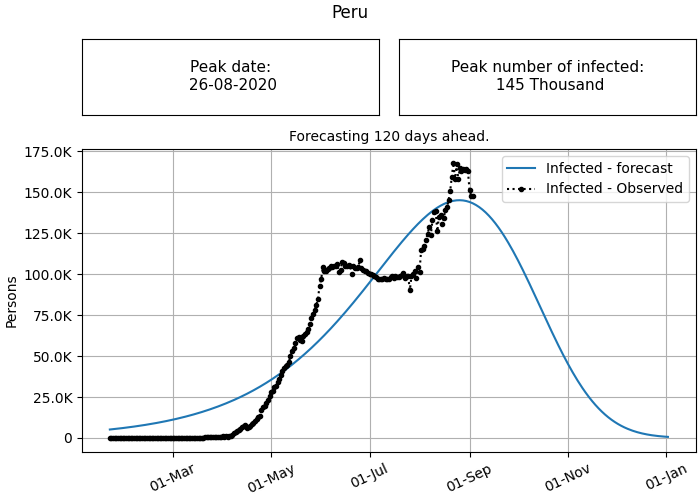 Peru
Peak date:
26-08-2020
Peak number of infected:
145 Thousand
Forecasting 120 days ahead.
175.0K
150.0K
125.0K
100.0K
75.0K
50.0K
25.0K
0
Persons
Infected - forecast
Infected - Observed
01-Mar
01-May
01-Jul
01-Sep
01-Nov
01-Jan